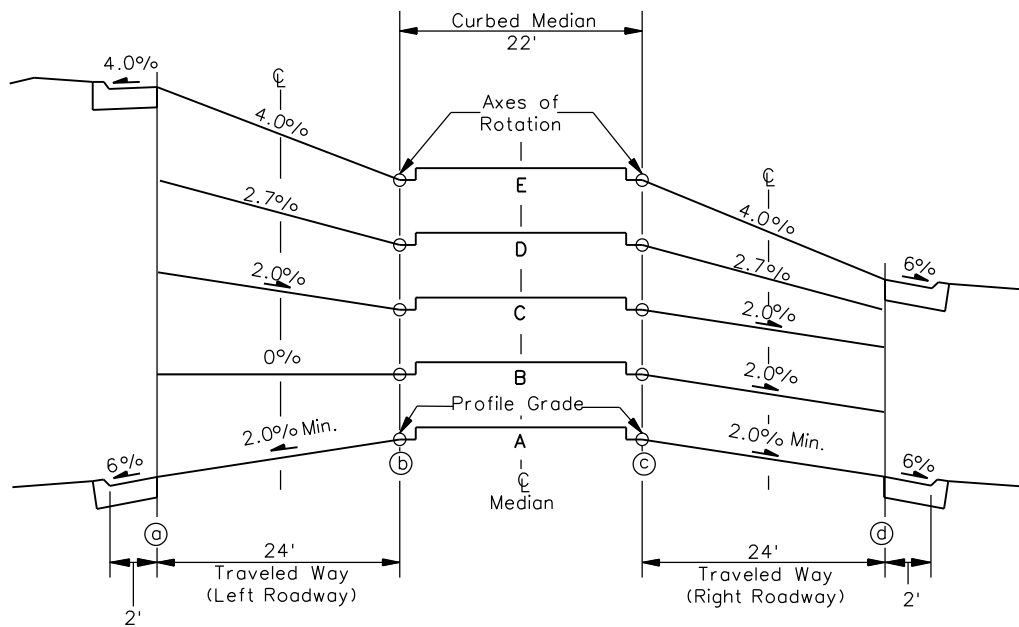 Curbed Median
22'
4.0%
℄
Axes of
Rotation
4.0%
E
℄
2.7%
4.0%
D
6%
2.7%
2.0%
C
2.0%
0%
B
2.0%
Profile Grade
2.0% Min.
A
2.0% Min.
6%
b
c
6%
℄
Median
a
d
24'
24'
Traveled Way
(Left Roadway)
Traveled Way
(Right Roadway)
2'
2'